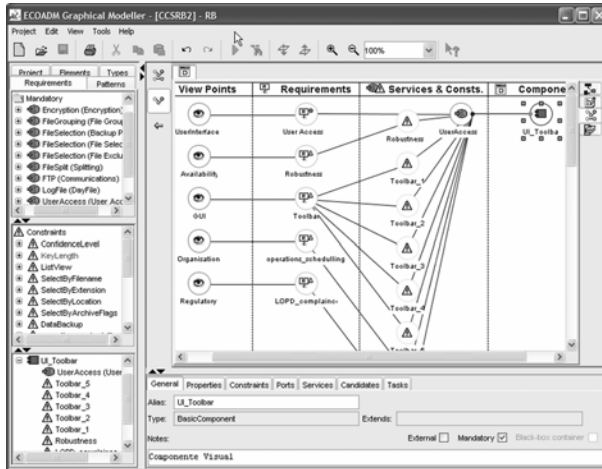 ECOADM Graphical Modeller - [CCSRB2] - RB
Project Edit View Tools Help
100%
Project Elements Types
Requirements Patterns
Mandatory
Encryption (Encryption)
FileGrouping (File Group
FileSelection (Backup P
FileSelection (File Selec
FileSelection (File Exclu
FileSplit (Splitting)
FTP (Communications)
LogFile (DayFile)
UserAccess (User Acc
Constraints
ConfidenceLevel
KeyLength
ListView
SelectByFilename
SelectByExtension
SelectByLocation
SelectByArchiveFlags
DataBackup
UI_Toolbar
UserAccess (User
Toolbar_5
Toolbar_4
Toolbar_3
Toolbar_2
Toolbar_1
Robustness
LOPD_complaince
View Points Requirements Services & Consts. Compone
UserInterface User Access Robustness UserAccess UI_Toolba
Availability Robustness Toolbar_1
GUI Toolbar Toolbar_2
Organisation operations_schedulling Toolbar_3
Regulatory LOPD_complaince Toolbar_4
Toolbar_5
General Properties Constraints Ports Services Candidates Tasks
Alias: UI_Toolbar
Type: BasicComponent Extends:
Notes: External Mandatory Black-box container
Componente Visual